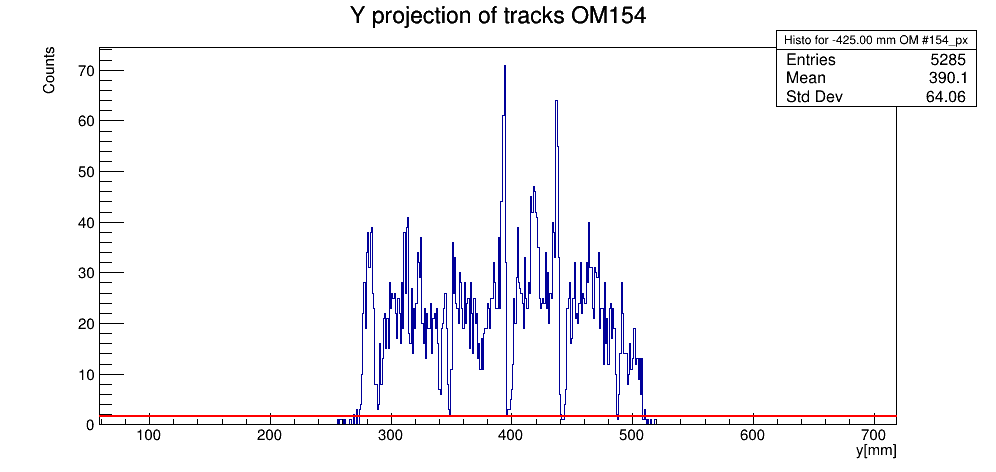 Y projection of tracks OM154
Histo for -425.00 mm OM #154_px
Entries 5285
Mean 390.1
Std Dev 64.06
Counts
70
60
50
40
30
20
10
0
100 200 300 400 500 600 700
y[mm]